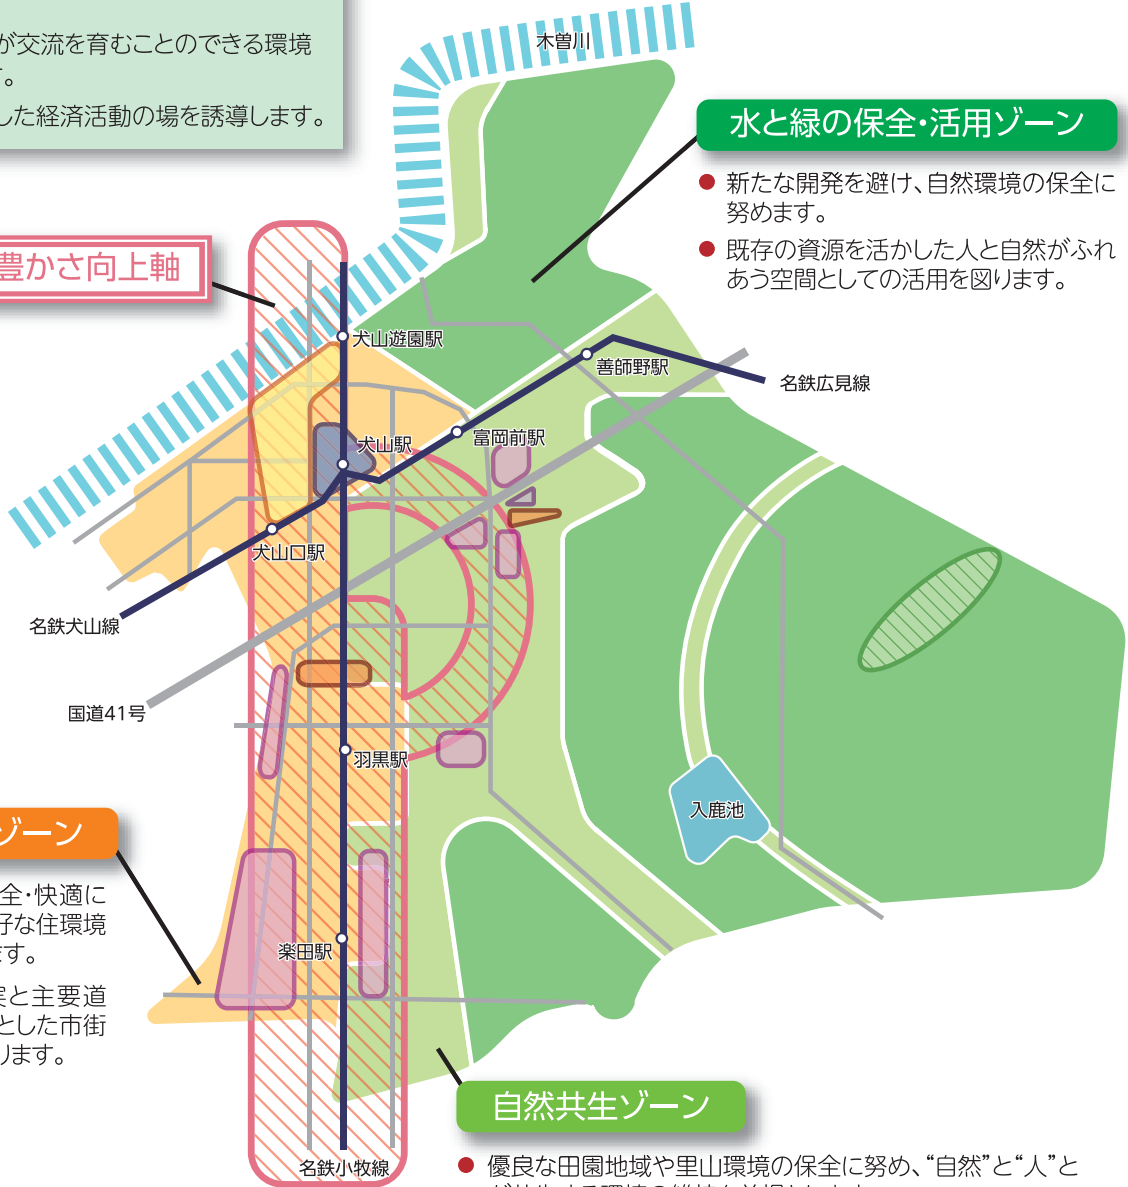 が交流を育むことのできる環境
す。
した経済活動の場を誘導します。
木曽川
水と緑の保全・活用ゾーン
● 新たな開発を避け、自然環境の保全に
努めます。
● 既存の資源を活かした人と自然がふれ
あう空間としての活用を図ります。
豊かさ向上軸
犬山遊園駅
善師野駅
名鉄広見線
犬山駅
富岡前駅
犬山口駅
名鉄犬山線
国道41号
羽黒駅
入鹿池
ゾーン
全・快適に
好な住環境
ます。
実と主要道
とした市街
ります。
楽田駅
自然共生ゾーン
名鉄小牧線
● 優良な田園地域や里山環境の保全に努め、“自然”と“人”と